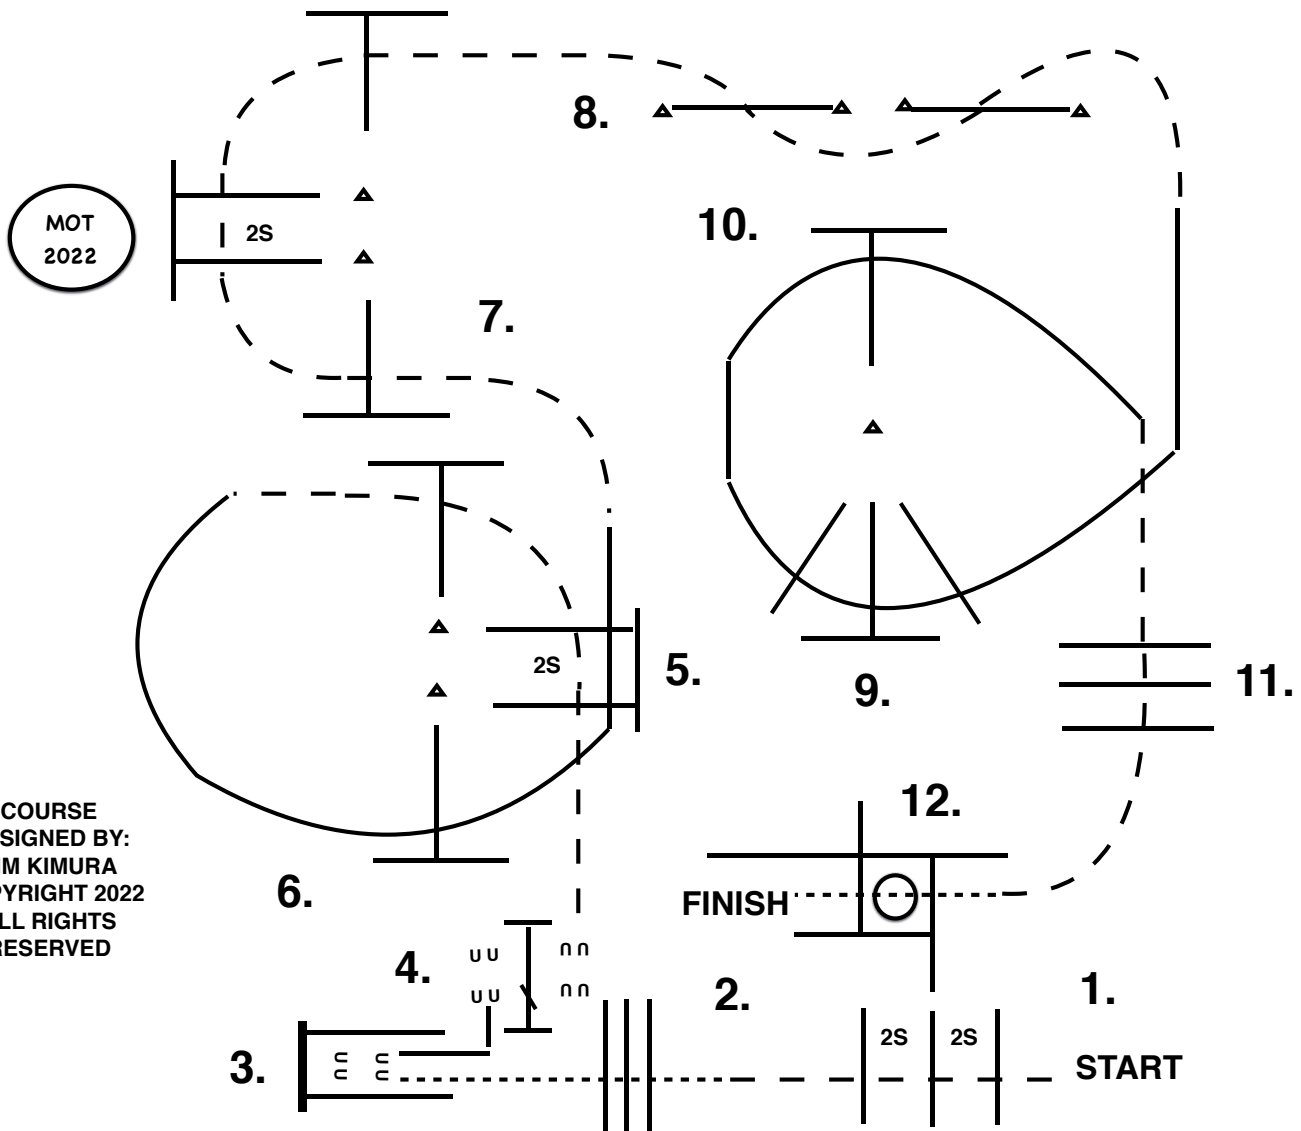 8.
10.
MOT
2022
2S
7.
2S
5.
9.
11.
COURSE
SIGNED BY:
IM KIMURA
PYRIGHT 2022
LL RIGHTS
RESERVED
12.
6.
FINISH
4.
2.
1.
2S
2S
3.
START